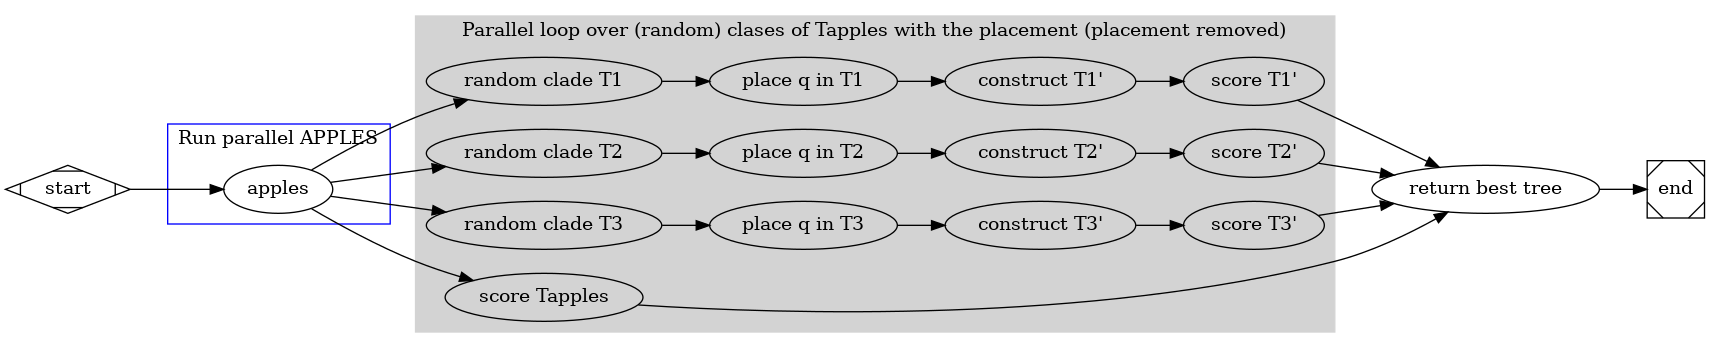 Parallel loop over (random) clases of Tapples with the placement (placement removed)
random clade T1
place q in T1
construct T1'
score T1'
Run parallel APPLES
random clade T2
place q in T2
construct T2'
score T2'
start
apples
return best tree
end
random clade T3
place q in T3
construct T3'
score T3'
score Tapples